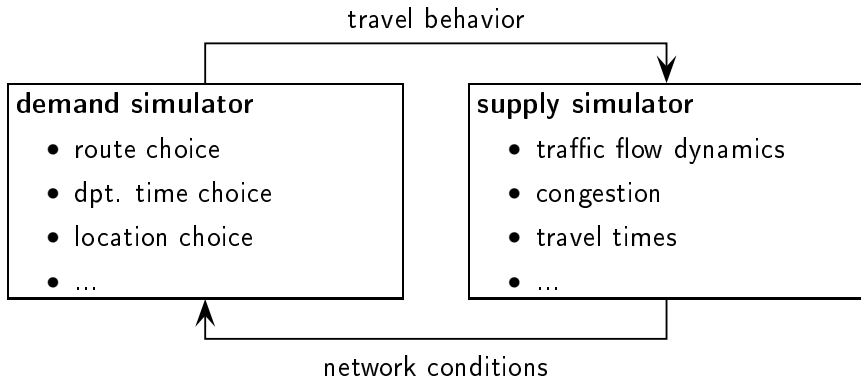 travel behavior
demand simulator
• route choice
• dpt. time choice
• location choice
• ...
supply simulator
• traffic flow dynamics
• congestion
• travel times
• ...
network conditions